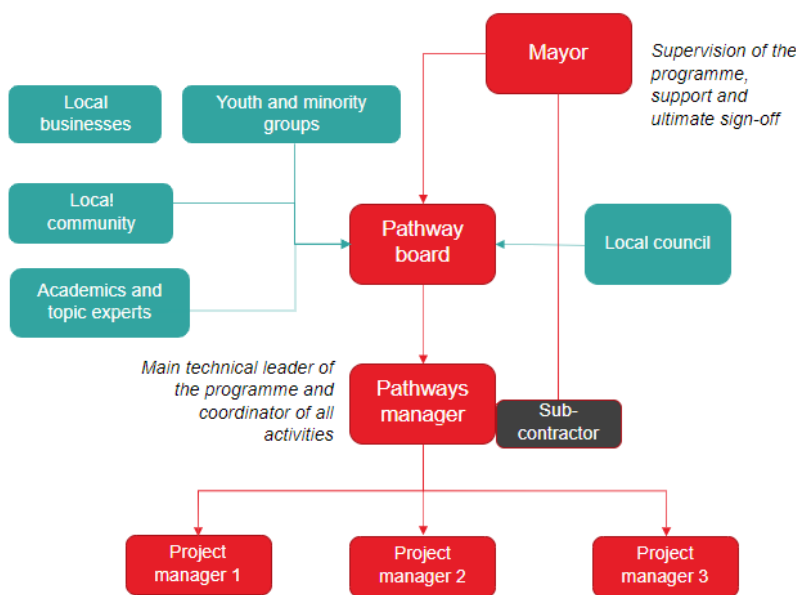 Mayor
Supervision of the
programme,
support and
ultimate sign-off
Local
businesses
Youth and minority
groups
Local
community
Pathway
board
Local council
Academics and
topic experts
Main technical leader of
the programme and
coordinator of all
activities
Pathways
manager
Sub-
contractor
Project
manager 1
Project
manager 2
Project
manager 3